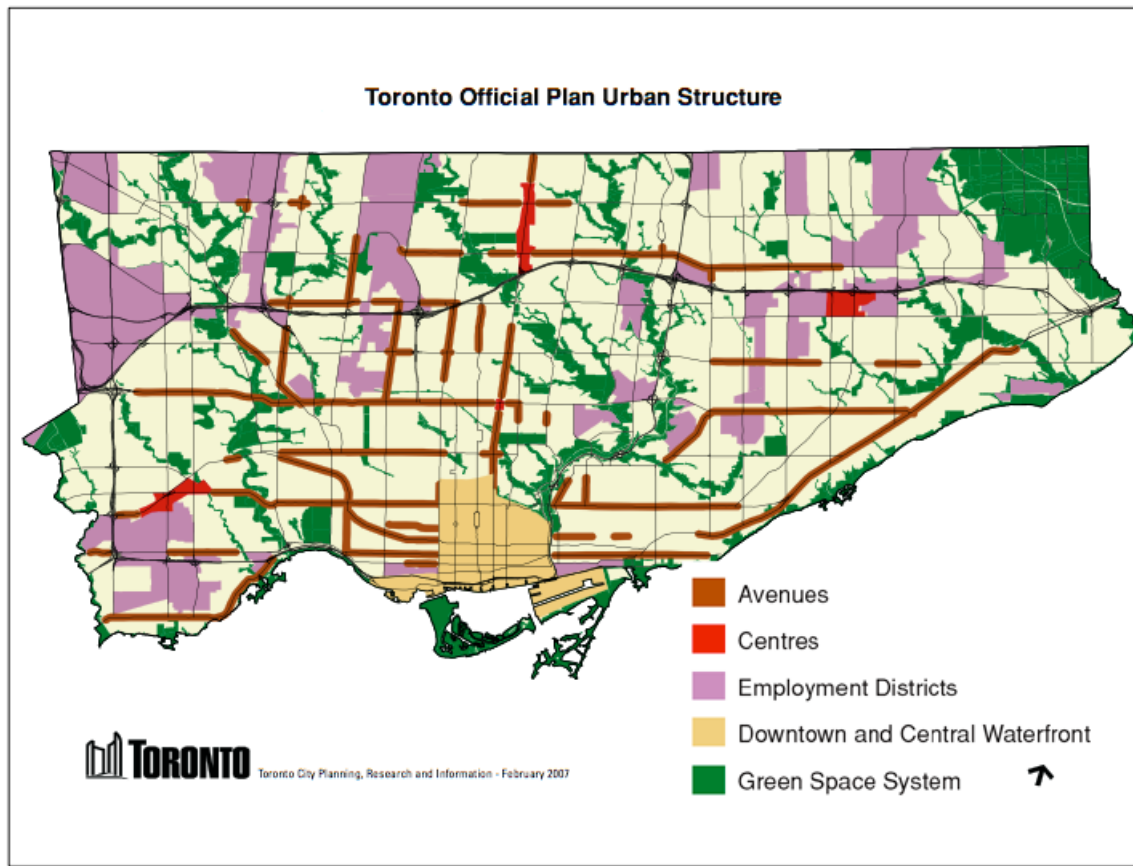 Toronto Official Plan Urban Structure
Avenues
Centres
Employment Districts
Downtown and Central Waterfront
Green Space System
TORONTO
Toronto City Planning, Research and Information - February 2007